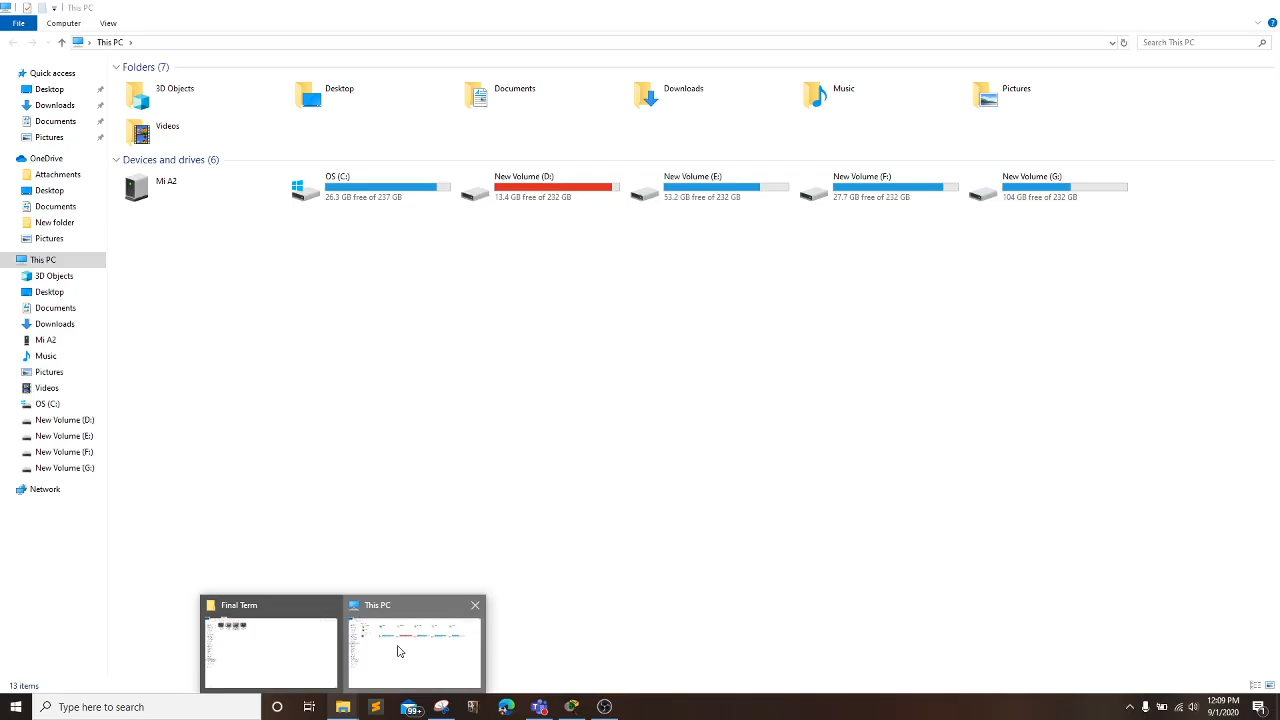 This PC
File Computer View
This PC
Search This PC
Quick access
Desktop
Downloads
Documents
Pictures
OneDrive
Attachments
Desktop
Documents
New folder
Pictures
This PC
3D Objects
Desktop
Documents
Downloads
Mi A2
Music
Pictures
Videos
OS (C:)
New Volume (D:)
New Volume (E:)
New Volume (F:)
New Volume (G:)
Network
Folders (7)
3D Objects
Desktop
Documents
Downloads
Music
Pictures
Videos
Devices and drives (6)
Mi A2
OS (C:)
26.3 GB free of 237 GB
New Volume (D:)
13.4 GB free of 232 GB
New Volume (E:)
53.2 GB free of 232 GB
New Volume (F:)
27.7 GB free of 232 GB
New Volume (G:)
104 GB free of 232 GB
Final Term
This PC
13 items
Type here to search
99+
12:09 PM
9/1/2020